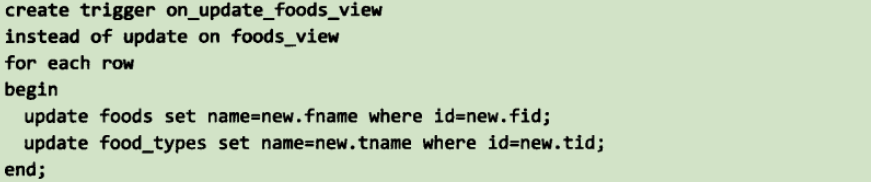 create trigger on_update_foods_view
instead of update on foods_view
for each row
begin
  update foods set name=new.fname where id=new.fid;
  update food_types set name=new.tname where id=new.tid;
end;